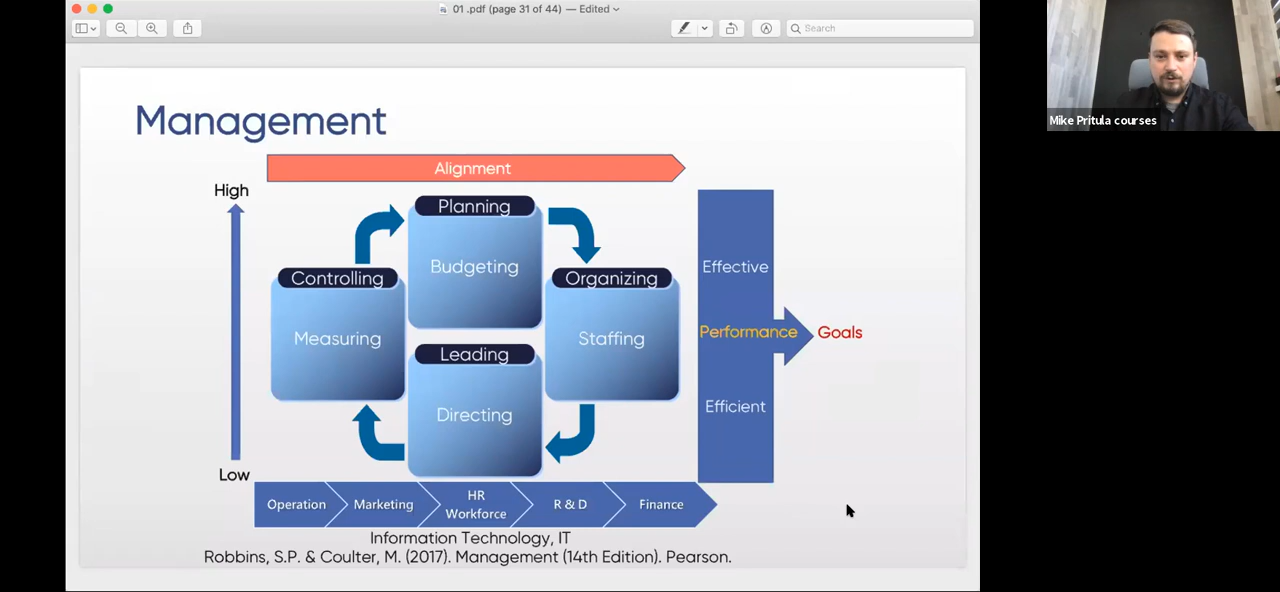 01 .pdf (page 31 of 44) — Edited
Search
Mike Pritula courses
Management
Alignment
High
Planning
Budgeting
Controlling
Measuring
Organizing
Staffing
Leading
Directing
Low
Effective
Performance
Efficient
Goals
Operation
Marketing
HR
Workforce
R & D
Finance
Information Technology, IT
Robbins, S.P. & Coulter, M. (2017). Management (14th Edition). Pearson.